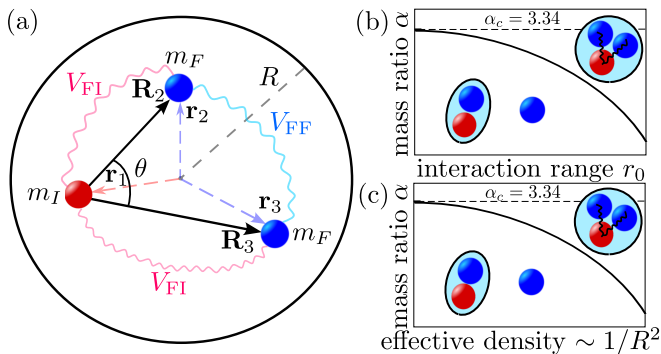 (a)
m_F
V_FI
R_2
r_2
R
V_FF
θ
m_I
r_1
r_3
R_3
m_F
V_FI
(b)
α_c = 3.34
mass ratio α
interaction range r_0
(c)
α_c = 3.34
mass ratio α
effective density ∼ 1/R^2